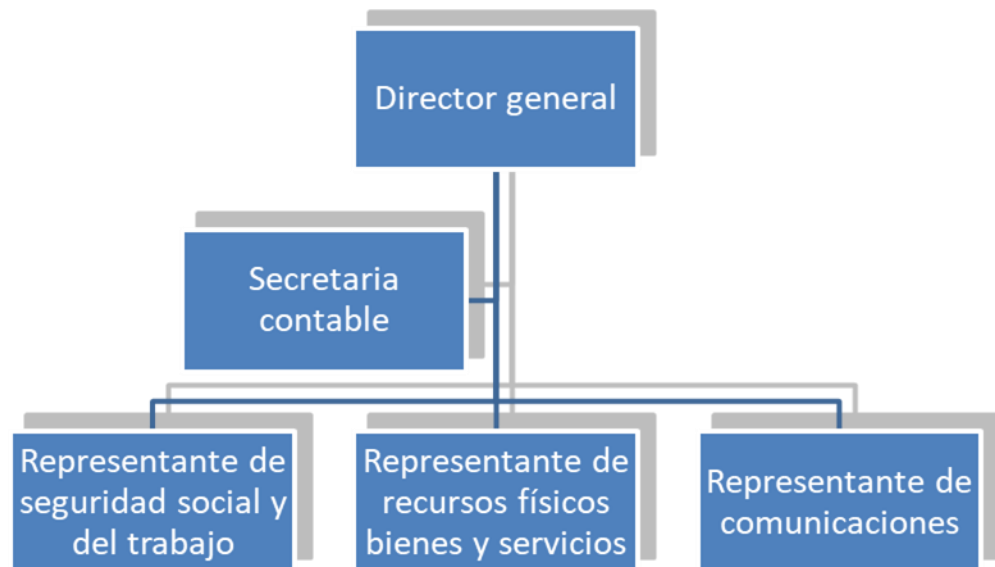 Director general
Secretaria
contable
Representante de
seguridad social y
del trabajo
Representante de
recursos físicos
bienes y servicios
Representante de
comunicaciones